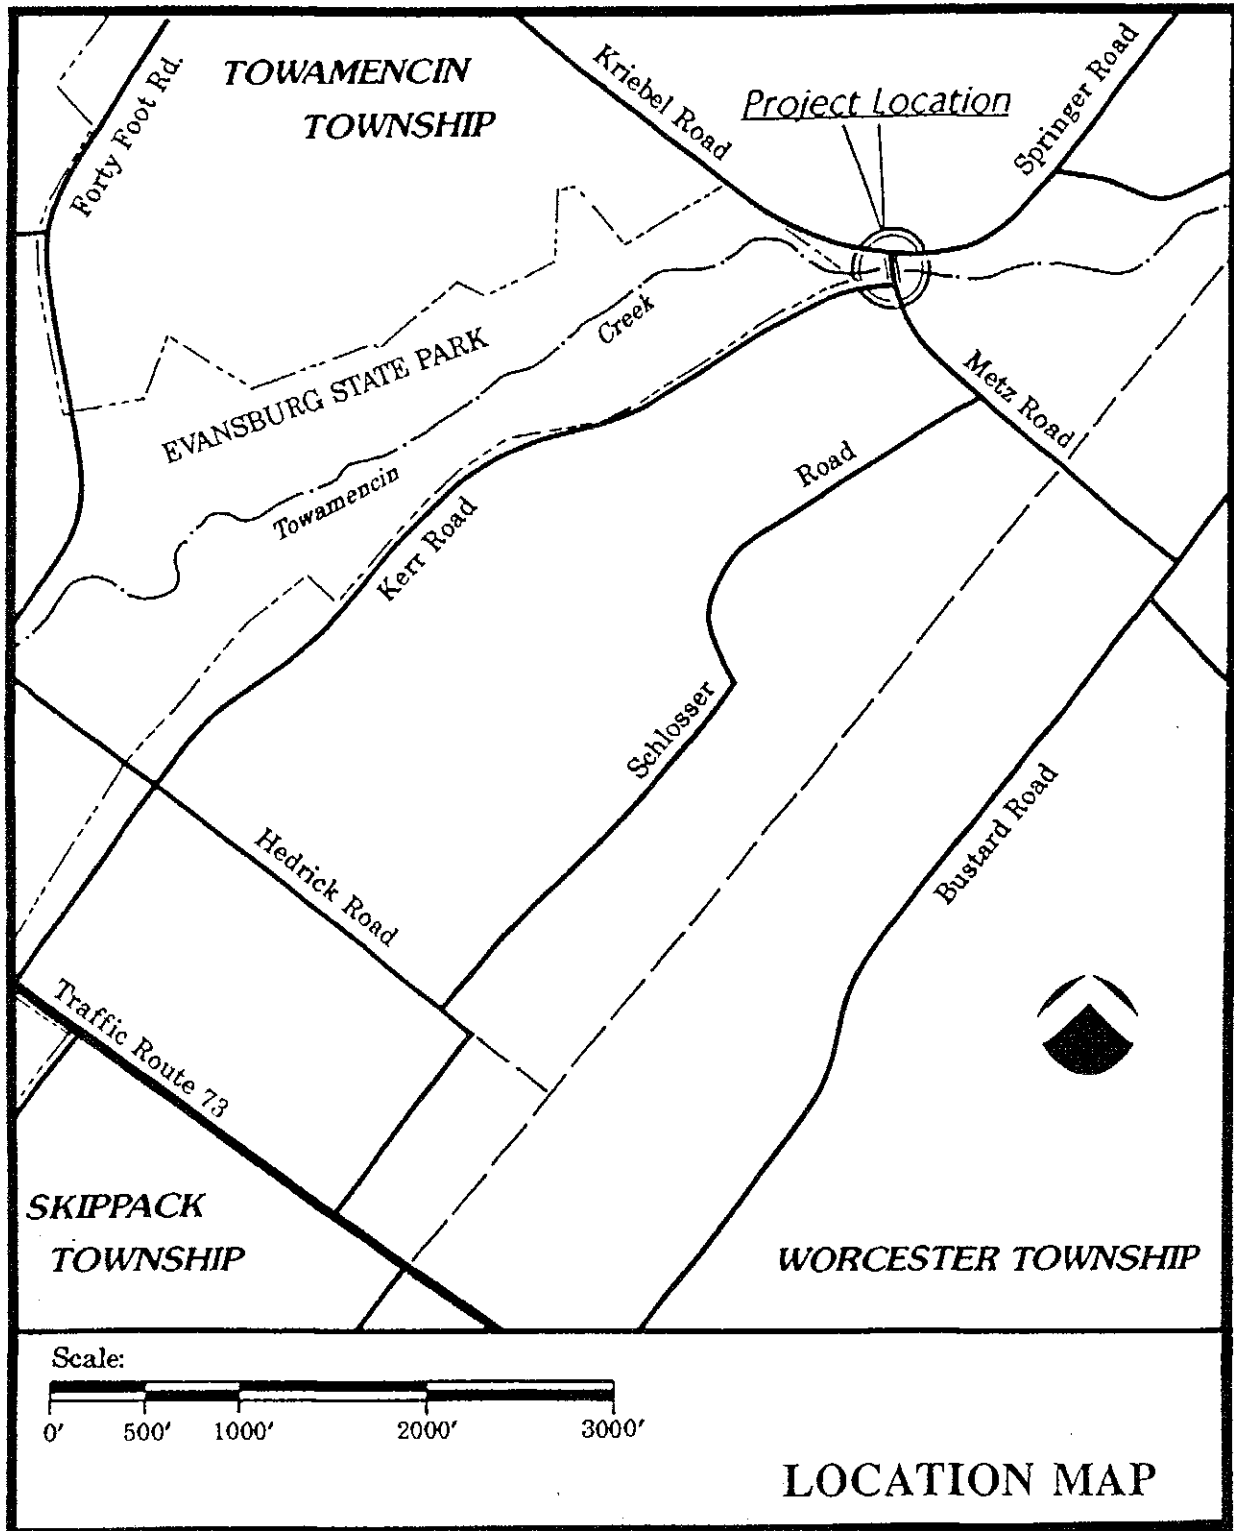 TOWAMENCIN
TOWNSHIP
Forty Foot Rd.
Kriebel Road
Project Location
Springer Road
EVANSBURG STATE PARK
Creek
Towamencin
Metz Road
Kerr Road
Road
Schlosser
Hedrick Road
Bustard Road
Traffic Route 73
SKIPPACK
TOWNSHIP
WORCESTER TOWNSHIP
Scale:
0' 500' 1000' 2000' 3000'
LOCATION MAP